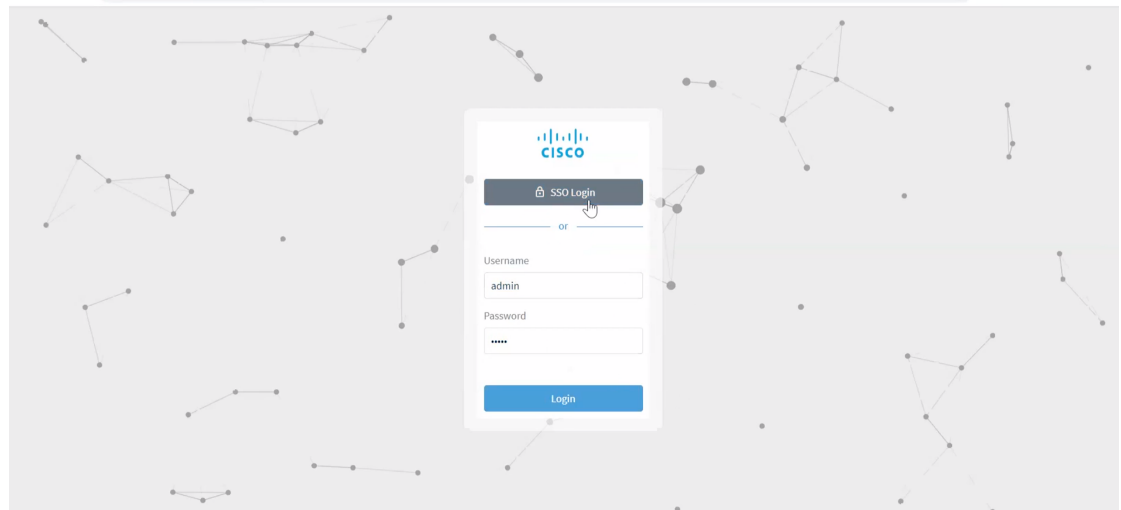 CISCO
SSO Login
or
Username
admin
Password
•••••
Login